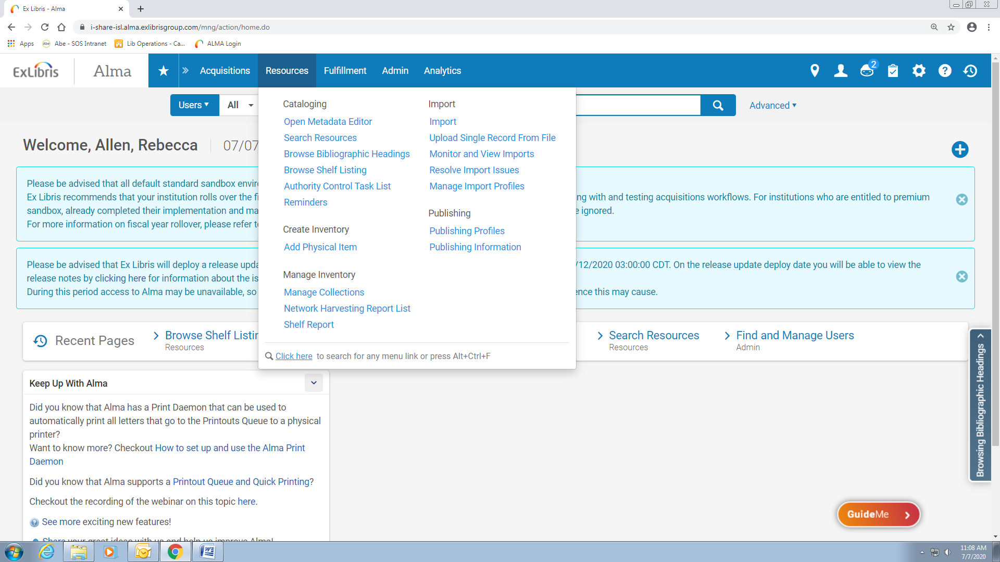 Ex Libris - Alma
i-share-isl.alma.exlibrisgroup.com/mng/action/home.do
Apps
Abe - SOS Intranet
Lib Operations - Ca...
ALMA Login
ExLibris
Alma
Acquisitions
Resources
Fulfillment
Admin
Analytics
2
Users
All
Advanced
Cataloging
Open Metadata Editor
Search Resources
Browse Bibliographic Headings
Browse Shelf Listing
Authority Control Task List
Reminders
Create Inventory
Add Physical Item
Manage Inventory
Manage Collections
Network Harvesting Report List
Shelf Report
Import
Import
Upload Single Record From File
Monitor and View Imports
Resolve Import Issues
Manage Import Profiles
Publishing
Publishing Profiles
Publishing Information
Click here to search for any menu link or press Alt+Ctrl+F
Welcome, Allen, Rebecca
07/07
Please be advised that all default standard sandbox
Ex Libris recommends that your institution rolls over the
ng with and testing acquisitions workflows. For institutions who are entitled to premium
sandbox, already completed their implementation and
ignored.
For more information on fiscal year rollover, please refer
Please be advised that Ex Libris will deploy a release
/12/2020 03:00:00 CDT. On the release update deploy date you will be able to view the
release notes by clicking here for information about the
During this period access to Alma may be unavailable, so
ence this may cause.
Recent Pages
Browse Shelf Listin
Resources
Search Resources
Resources
Find and Manage Users
Admin
Browsing Bibliographic Headings
Keep Up With Alma
Did you know that Alma has a Print Daemon that can be used to
automatically print all letters that go to the Printouts Queue to a physical
printer?
Want to know more? Checkout How to set up and use the Alma Print
Daemon
Did you know that Alma supports a Printout Queue and Quick Printing?
Checkout the recording of the webinar on this topic here.
See more exciting new features!
Share your great ideas with us and help us improve Alma!
GuideMe
11:08 AM
7/7/2020